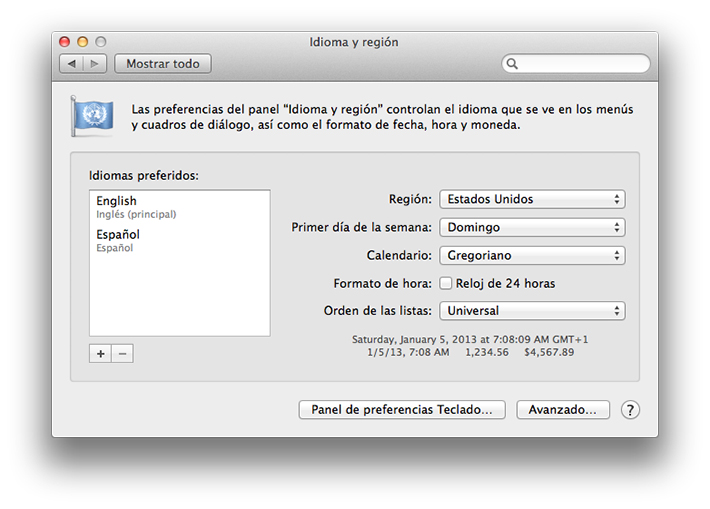 Idioma y región
Mostrar todo
Las preferencias del panel “Idioma y región” controlan el idioma que se ve en los menús
y cuadros de diálogo, así como el formato de fecha, hora y moneda.
Idiomas preferidos:
English
Inglés (principal)
Español
Español
+ −
Región: Estados Unidos
Primer día de la semana: Domingo
Calendario: Gregoriano
Formato de hora: Reloj de 24 horas
Orden de las listas: Universal
Saturday, January 5, 2013 at 7:08:09 AM GMT+1
1/5/13, 7:08 AM 1,234.56 $4,567.89
Panel de preferencias Teclado... Avanzado... ?